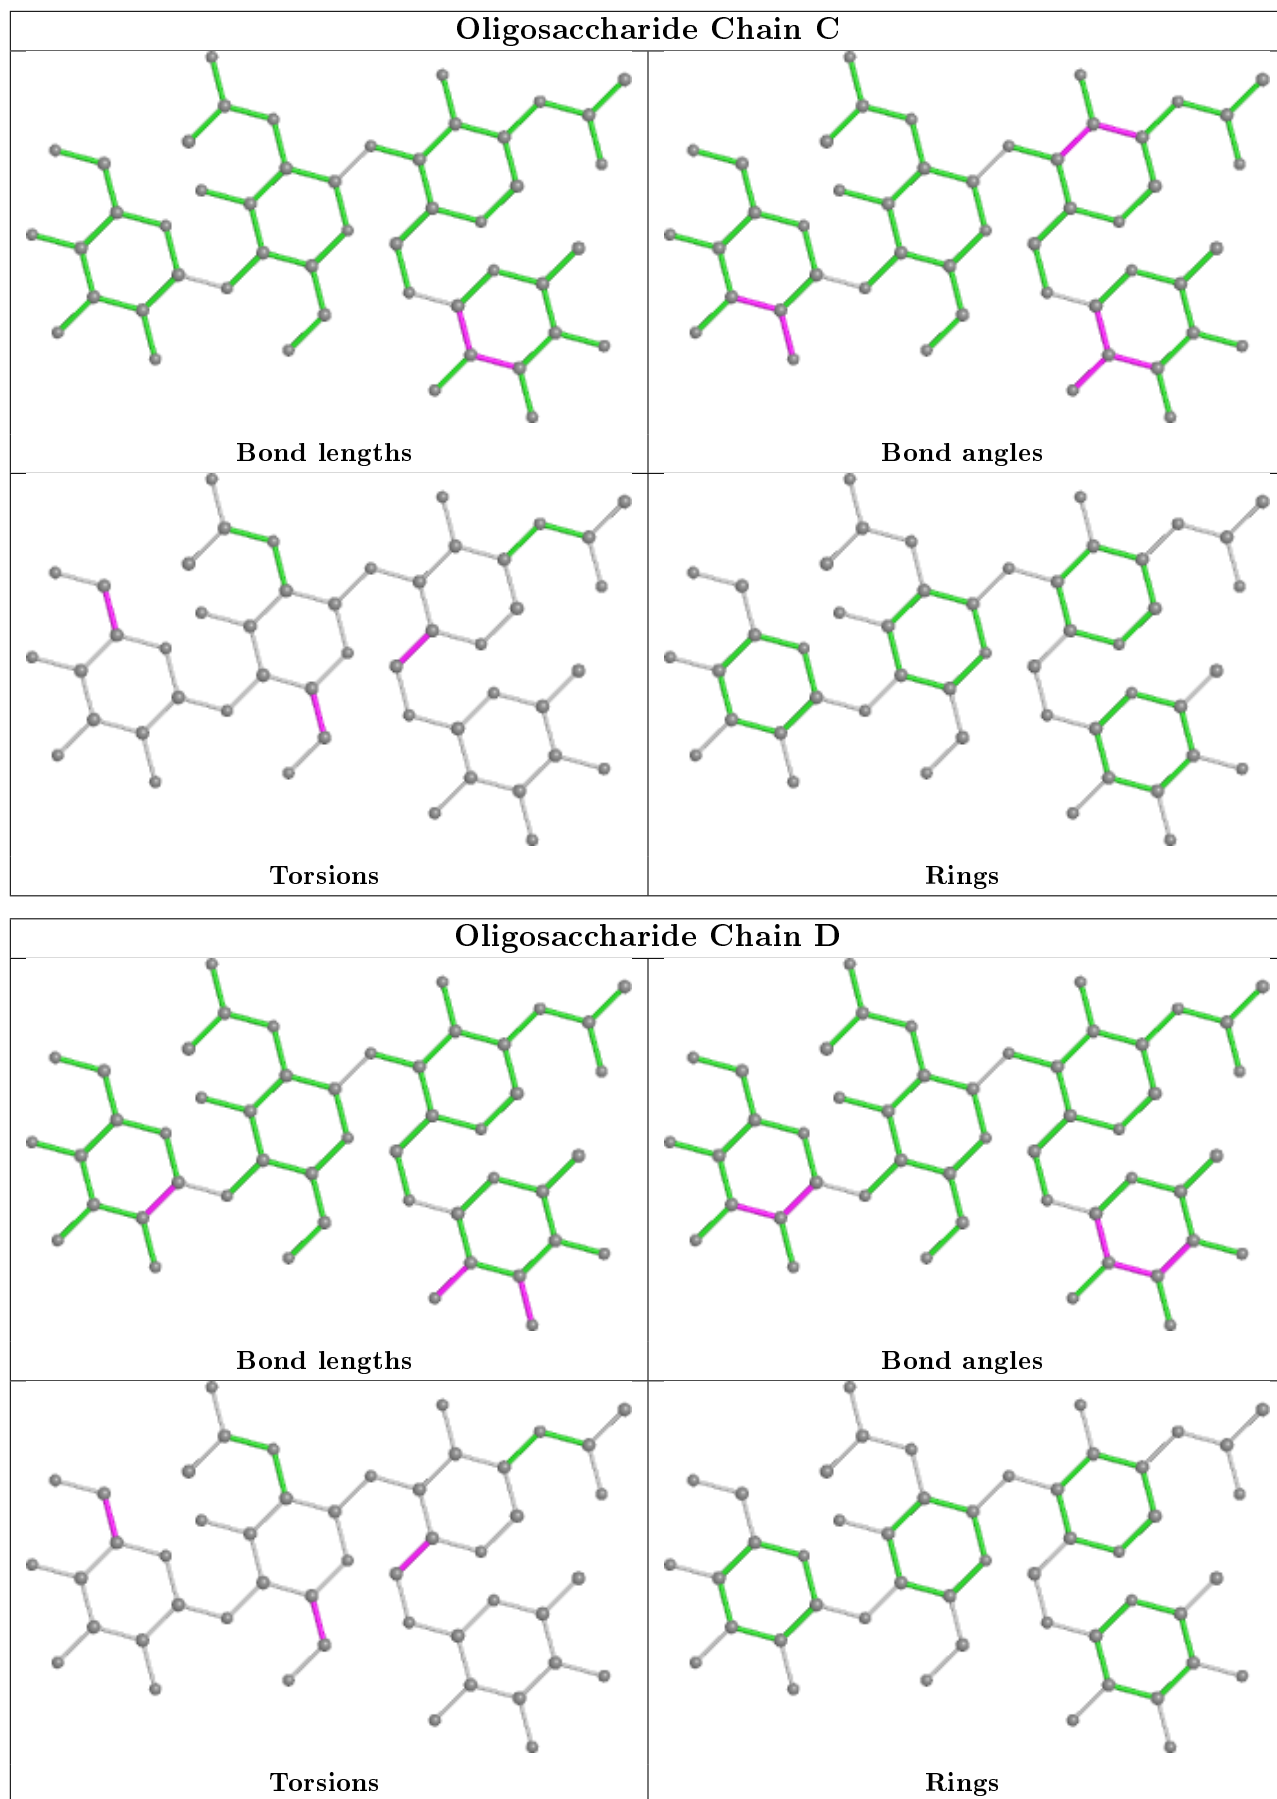 Oligosaccharide Chain C
Bond lengths
Bond angles
Torsions
Rings
Oligosaccharide Chain D
Bond lengths
Bond angles
Torsions
Rings